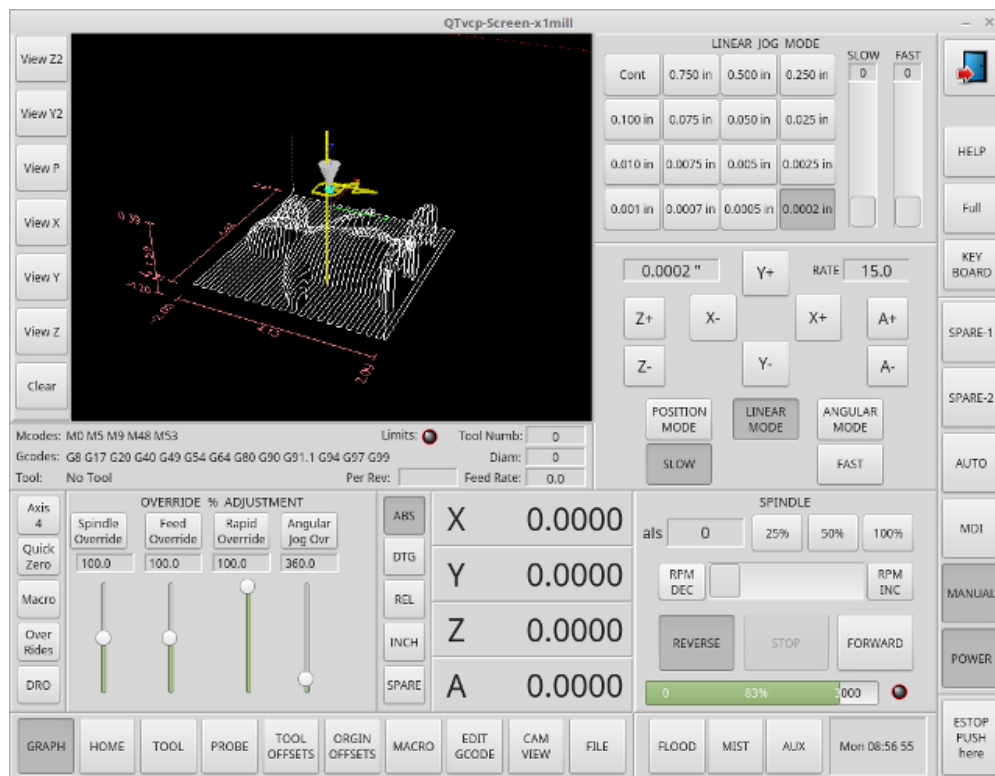 QTvcp-Screen-x1mill
View Z2
View Y2
View P
View X
View Y
View Z
Clear
0.39
2.09
4.13
-2.05
LINEAR JOG MODE
SLOW FAST
0 0
Cont 0.750 in 0.500 in 0.250 in
0.100 in 0.075 in 0.050 in 0.025 in
0.010 in 0.0075 in 0.005 in 0.0025 in
0.001 in 0.0007 in 0.0005 in 0.0002 in
0.0002 " Y+ RATE 15.0
Z+ X- X+ A+
Z- Y- A-
POSITION MODE LINEAR MODE ANGULAR MODE
SLOW FAST
HELP
Full
KEY BOARD
SPARE-1
SPARE-2
AUTO
MDI
MANUAL
POWER
ESTOP PUSH here
Mcodes: M0 M5 M9 M48 M53 Limits: Tool Numb: 0
Gcodes: G8 G17 G20 G40 G49 G54 G64 G80 G90 G91.1 G94 G97 G99 Diam: 0
Tool: No Tool Per Rev: Feed Rate: 0.0
Axis 4
Quick Zero
Macro
Over Rides
DRO
OVERRIDE % ADJUSTMENT
Spindle Override Feed Override Rapid Override Angular Jog Ovr
100.0 100.0 100.0 360.0
ABS
DTG
REL
INCH
SPARE
X 0.0000
Y 0.0000
Z 0.0000
A 0.0000
SPINDLE
als 0 25% 50% 100%
RPM DEC RPM INC
REVERSE STOP FORWARD
0 83% 3000
GRAPH HOME TOOL PROBE TOOL OFFSETS ORGIN OFFSETS MACRO EDIT GCODE CAM VIEW FILE FLOOD MIST AUX Mon 08:56 55